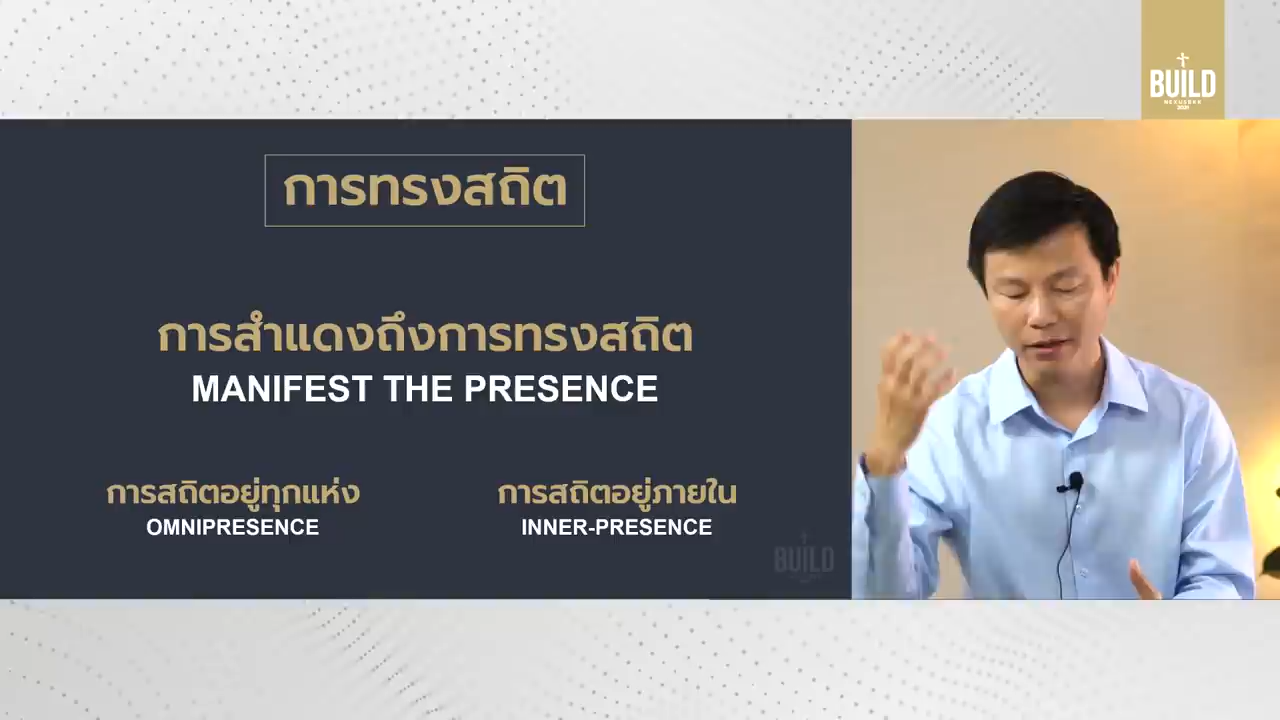 BUILD
NEXUSBKK
การทรงสถิต
การสำแดงถึงการทรงสถิต
MANIFEST THE PRESENCE
การสถิตอยู่ทุกแห่ง
OMNIPRESENCE
การสถิตอยู่ภายใน
INNER-PRESENCE
BUILD